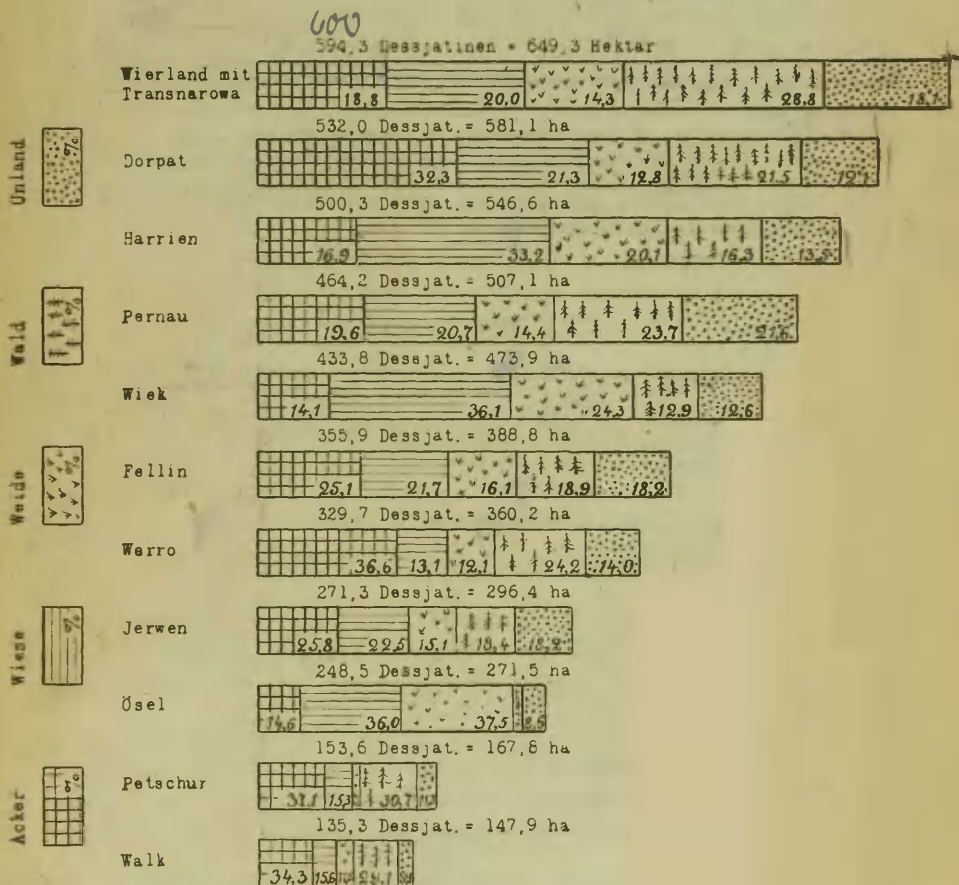 600
594,3 Dessjatinen = 649,3 Hektar
Wierland mit
Transnarowa
18,8 20,0 14,3 28,8
532,0 Dessjat. = 581,1 ha
Dorpat
32,3 21,3 12,8 21,5 12,1
500,3 Dessjat. = 546,6 ha
Harrien
16,9 33,2 20,1 16,3
464,2 Dessjat. = 507,1 ha
Pernau
19,6 20,7 14,4 23,7 21,6
433,8 Dessjat. = 473,9 ha
Wiek
14,1 36,1 24,3 12,9 12,6
355,9 Dessjat. = 388,8 ha
Fellin
25,1 21,7 16,1 18,9 18,2
329,7 Dessjat. = 360,2 ha
Werro
36,6 13,1 12,1 24,2 14,0
271,3 Dessjat. = 296,4 ha
Jerwen
25,8 22,5 15,1 18,4 18,2
248,5 Dessjat. = 271,5 ha
Ösel
14,6 36,0 37,5
153,6 Dessjat. = 167,8 ha
Petschur
15,3 30,7
135,3 Dessjat. = 147,9 ha
Walk
34,3 15,6
Unland %
Wald %
Weide %
Wiese %
Acker %